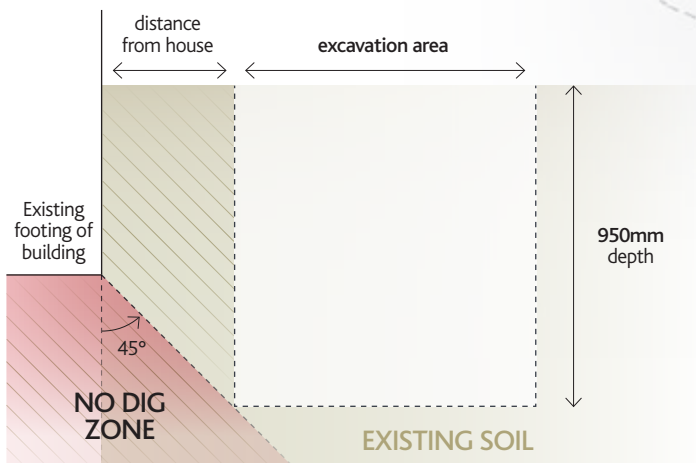 distance
from house
excavation area
Existing
footing of
building
950mm
depth
45°
NO DIG
ZONE
EXISTING SOIL